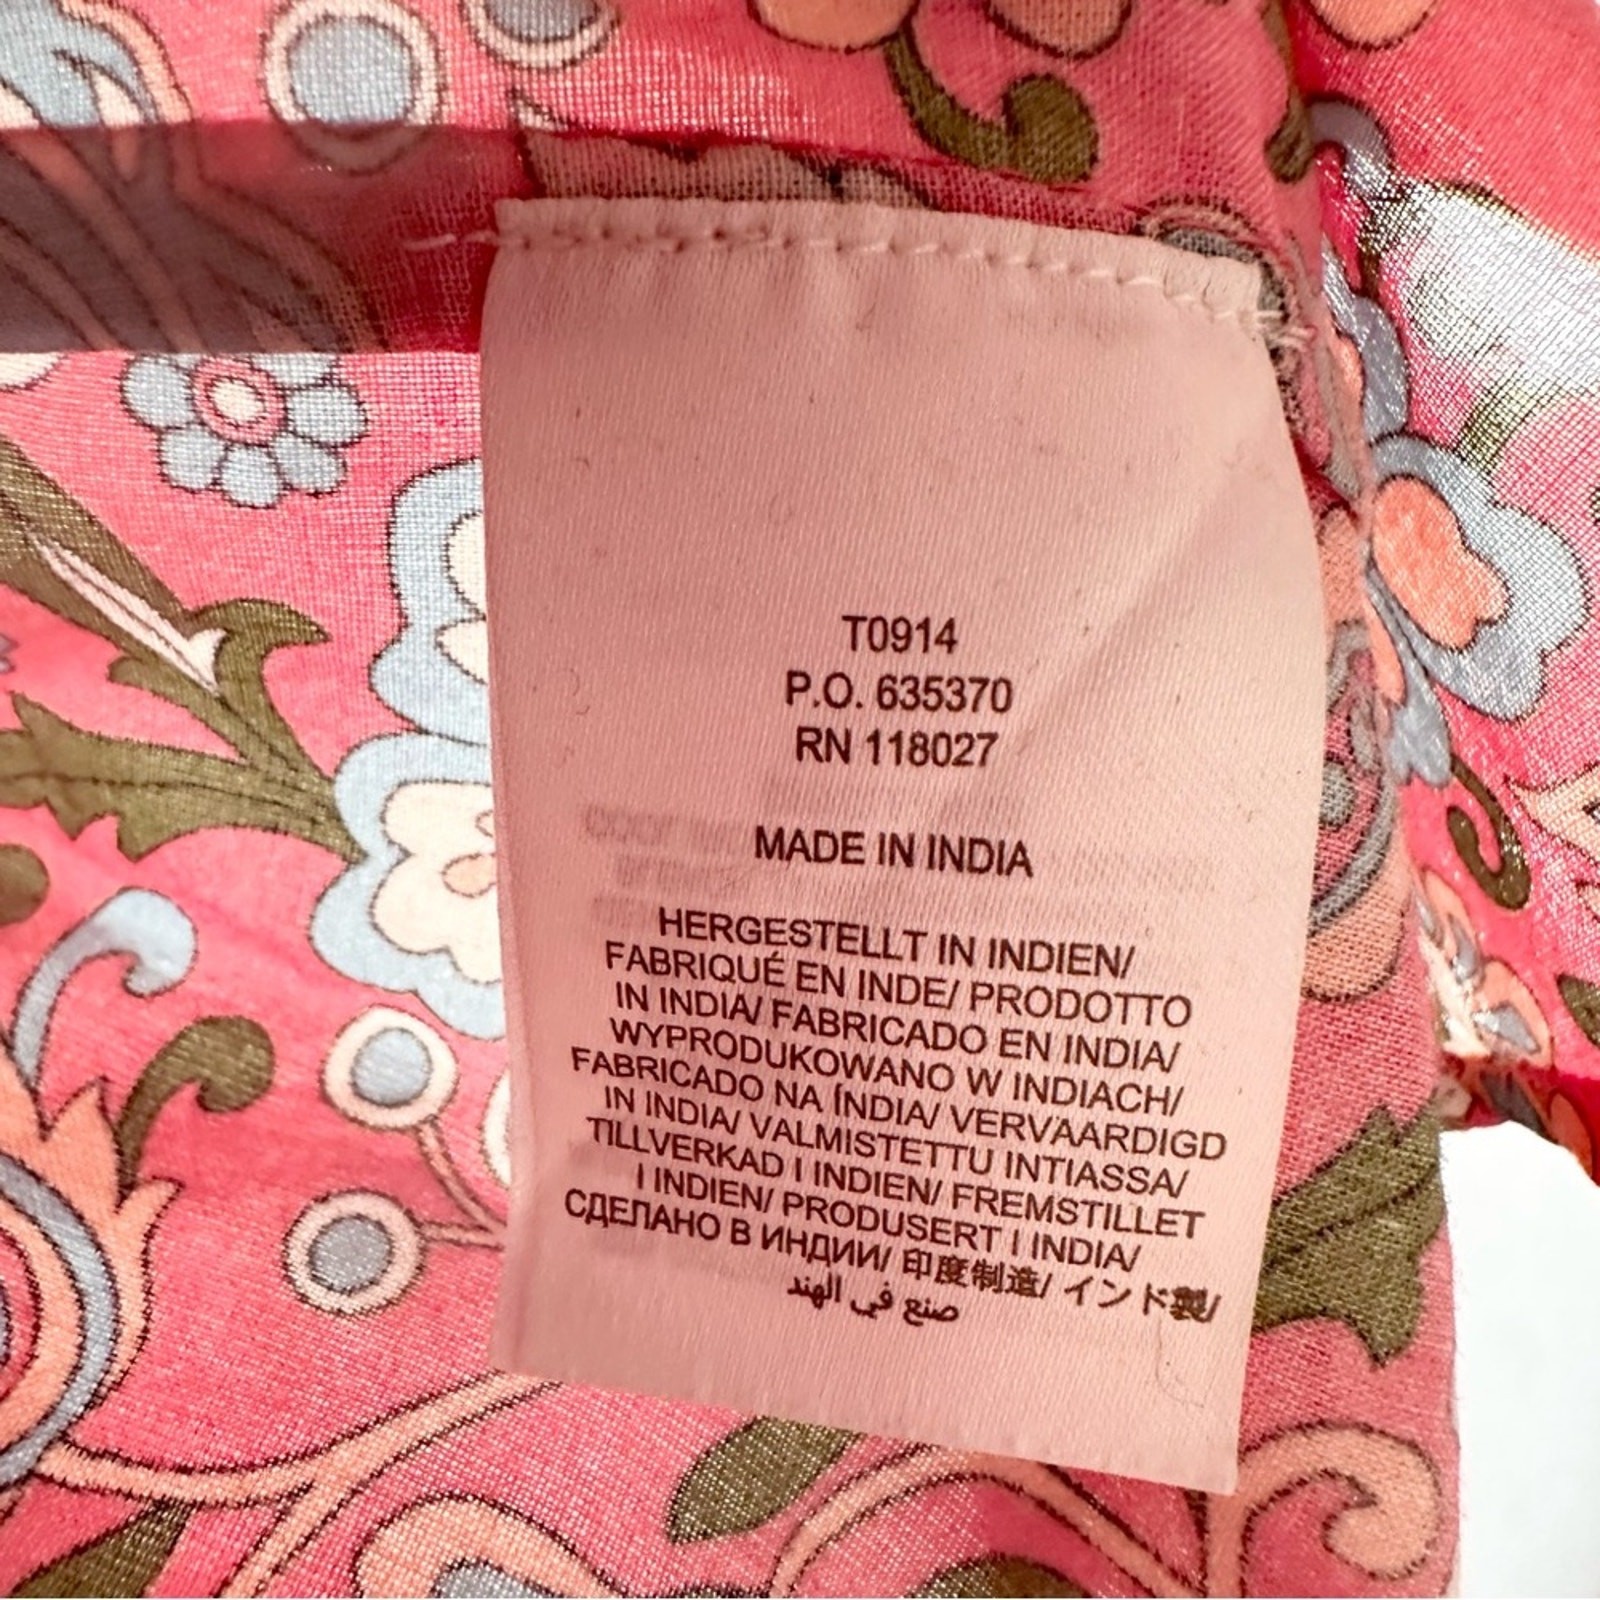 T0914
P.O. 635370
RN 118027
MADE IN INDIA
HERGESTELLT IN INDIEN/
FABRIQUÉ EN INDE/ PRODOTTO
IN INDIA/ FABRICADO EN INDIA/
WYPRODUKOWANO W INDIACH/
FABRICADO NA ÍNDIA/ VERVAARDIGD
IN INDIA/ VALMISTETTU INTIASSA/
TILLVERKAD I INDIEN/ FREMSTILLET
I INDIEN/ PRODUSERT I INDIA/
СДЕЛАНО В ИНДИИ/ 印度制造/ インド製/
صنع في الهند